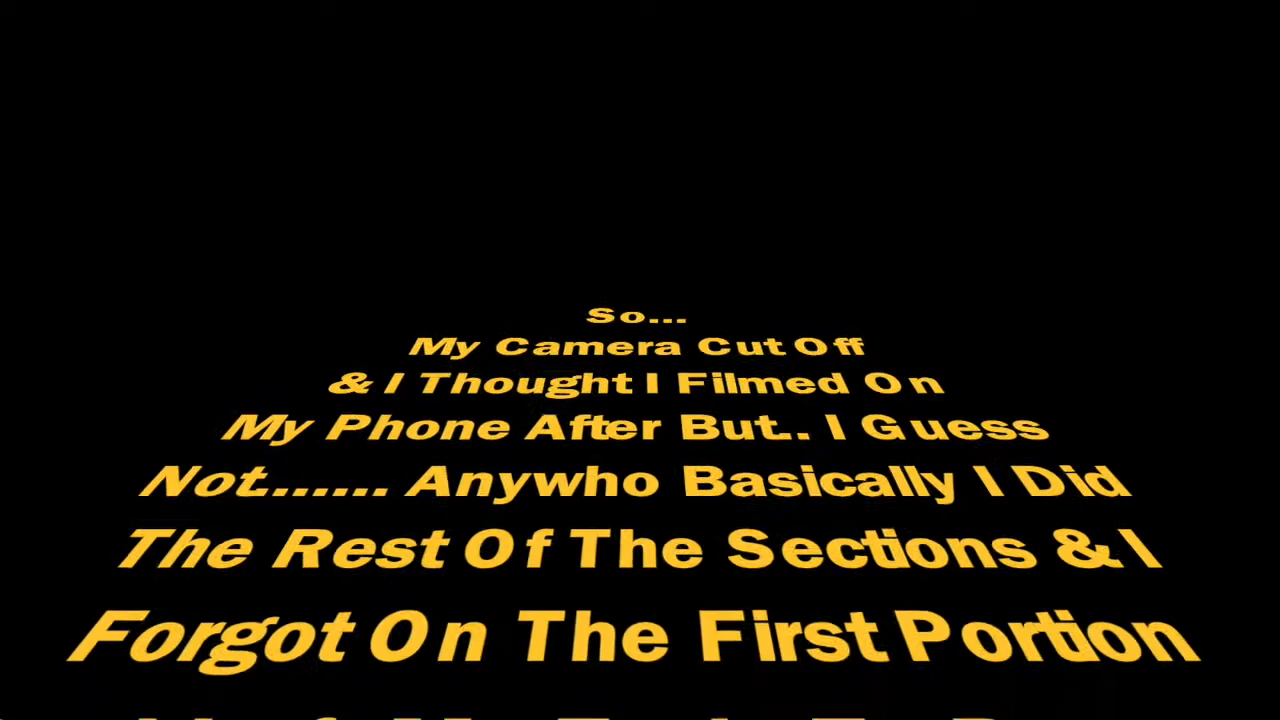 So...
My Camera Cut Off
& I Thought I Filmed On
My Phone After But.. I Guess
Not...... Anywho Basically I Did
The Rest Of The Sections & I
Forgot On The First Portion